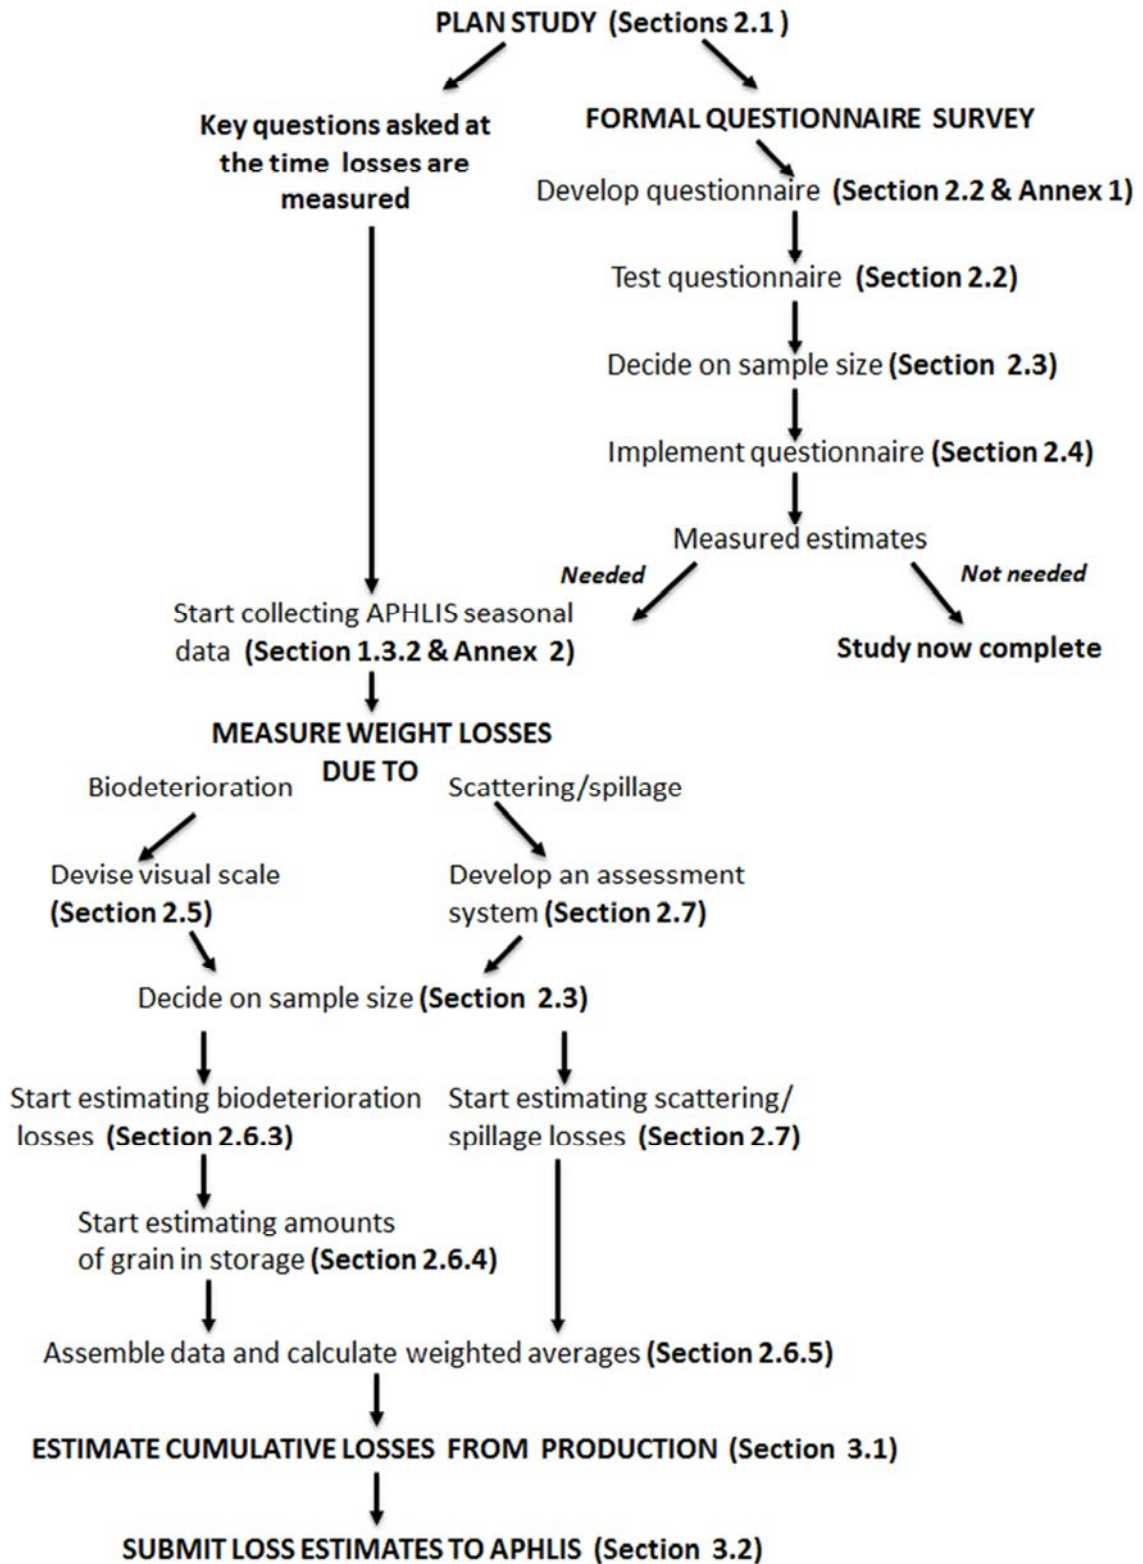 PLAN STUDY (Sections 2.1 )
Key questions asked at
the time losses are
measured
FORMAL QUESTIONNAIRE SURVEY
Develop questionnaire (Section 2.2 & Annex 1)
Test questionnaire (Section 2.2)
Decide on sample size (Section 2.3)
Implement questionnaire (Section 2.4)
Measured estimates
Needed
Not needed
Study now complete
Start collecting APHLIS seasonal
data (Section 1.3.2 & Annex 2)
MEASURE WEIGHT LOSSES
DUE TO
Biodeterioration
Scattering/spillage
Devise visual scale
(Section 2.5)
Develop an assessment
system (Section 2.7)
Decide on sample size (Section 2.3)
Start estimating biodeterioration
losses (Section 2.6.3)
Start estimating scattering/
spillage losses (Section 2.7)
Start estimating amounts
of grain in storage (Section 2.6.4)
Assemble data and calculate weighted averages (Section 2.6.5)
ESTIMATE CUMULATIVE LOSSES FROM PRODUCTION (Section 3.1)
SUBMIT LOSS ESTIMATES TO APHLIS (Section 3.2)